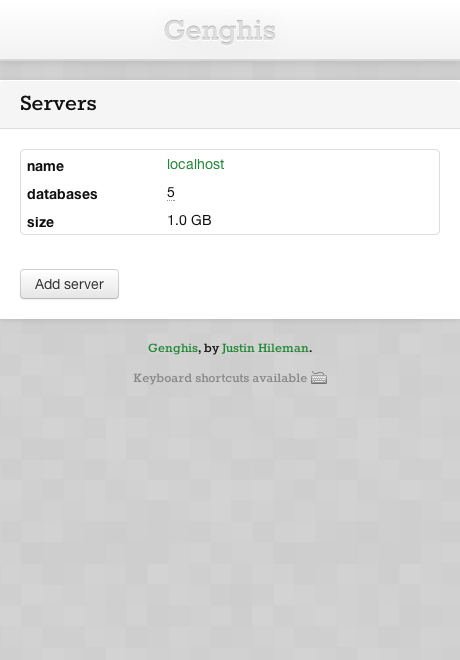 Genghis
Servers
name localhost
databases 5
size 1.0 GB
Add server
Genghis, by Justin Hileman.
Keyboard shortcuts available